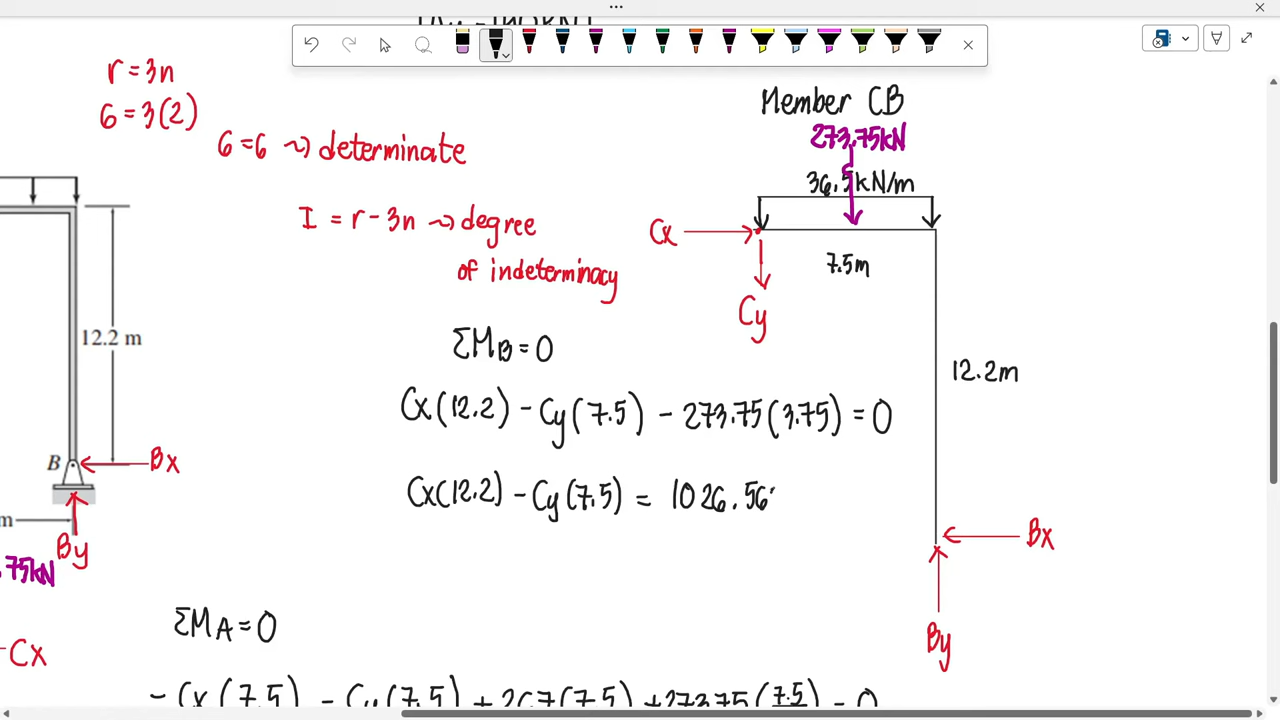 r = 3n
6 = 3(2)
6 = 6 ~> determinate
I = r - 3n ~> degree
of indeterminacy
Member CB
273.75kN
36.5kN/m
Cx
7.5m
Cy
12.2 m
12.2m
ΣMB = 0
Cx(12.2) - Cy(7.5) - 273.75(3.75) = 0
Cx(12.2) - Cy(7.5) = 1026.56
B
Bx
By
m
.75kN
Bx
By
ΣMA = 0
Cx